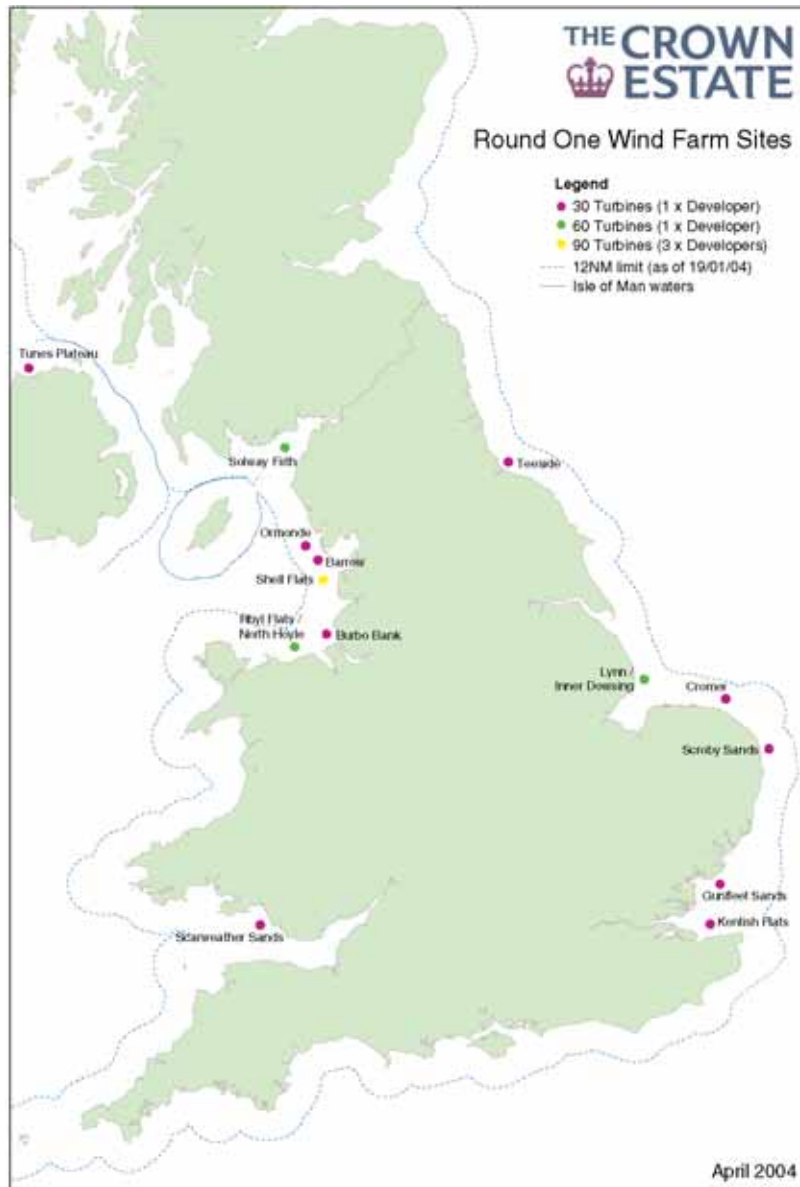 THE CROWN
ESTATE
Round One Wind Farm Sites
Legend
30 Turbines (1 x Developer)
60 Turbines (1 x Developer)
90 Turbines (3 x Developers)
12NM limit (as of 19/01/04)
Isle of Man waters
Tunes Plateau
Solway Firth
Teeside
Ormonde
Barrow
Shell Flats
Rhyl Flats /
North Hoyle
Burbo Bank
Lynn /
Inner Dowsing
Cromer
Scroby Sands
Gunfleet Sands
Kentish Flats
Scarweather Sands
April 2004